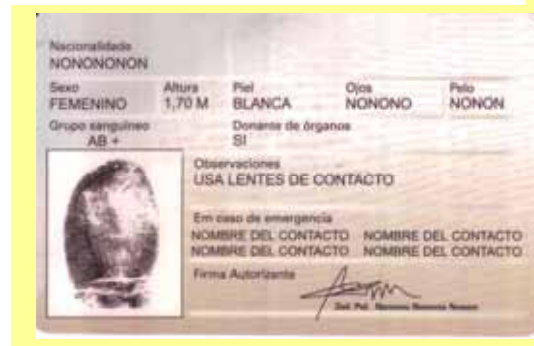 Nacionalidade
NONONONON
Sexo Altura Piel Ojos Pelo
FEMENINO 1,70 M BLANCA NONONO NONON
Grupo sanguíneo Donante de órganos
AB + SI
Observaciones
USA LENTES DE CONTACTO
Em caso de emergencia
NOMBRE DEL CONTACTO NOMBRE DEL CONTACTO
NOMBRE DEL CONTACTO NOMBRE DEL CONTACTO
Firma Autorizante